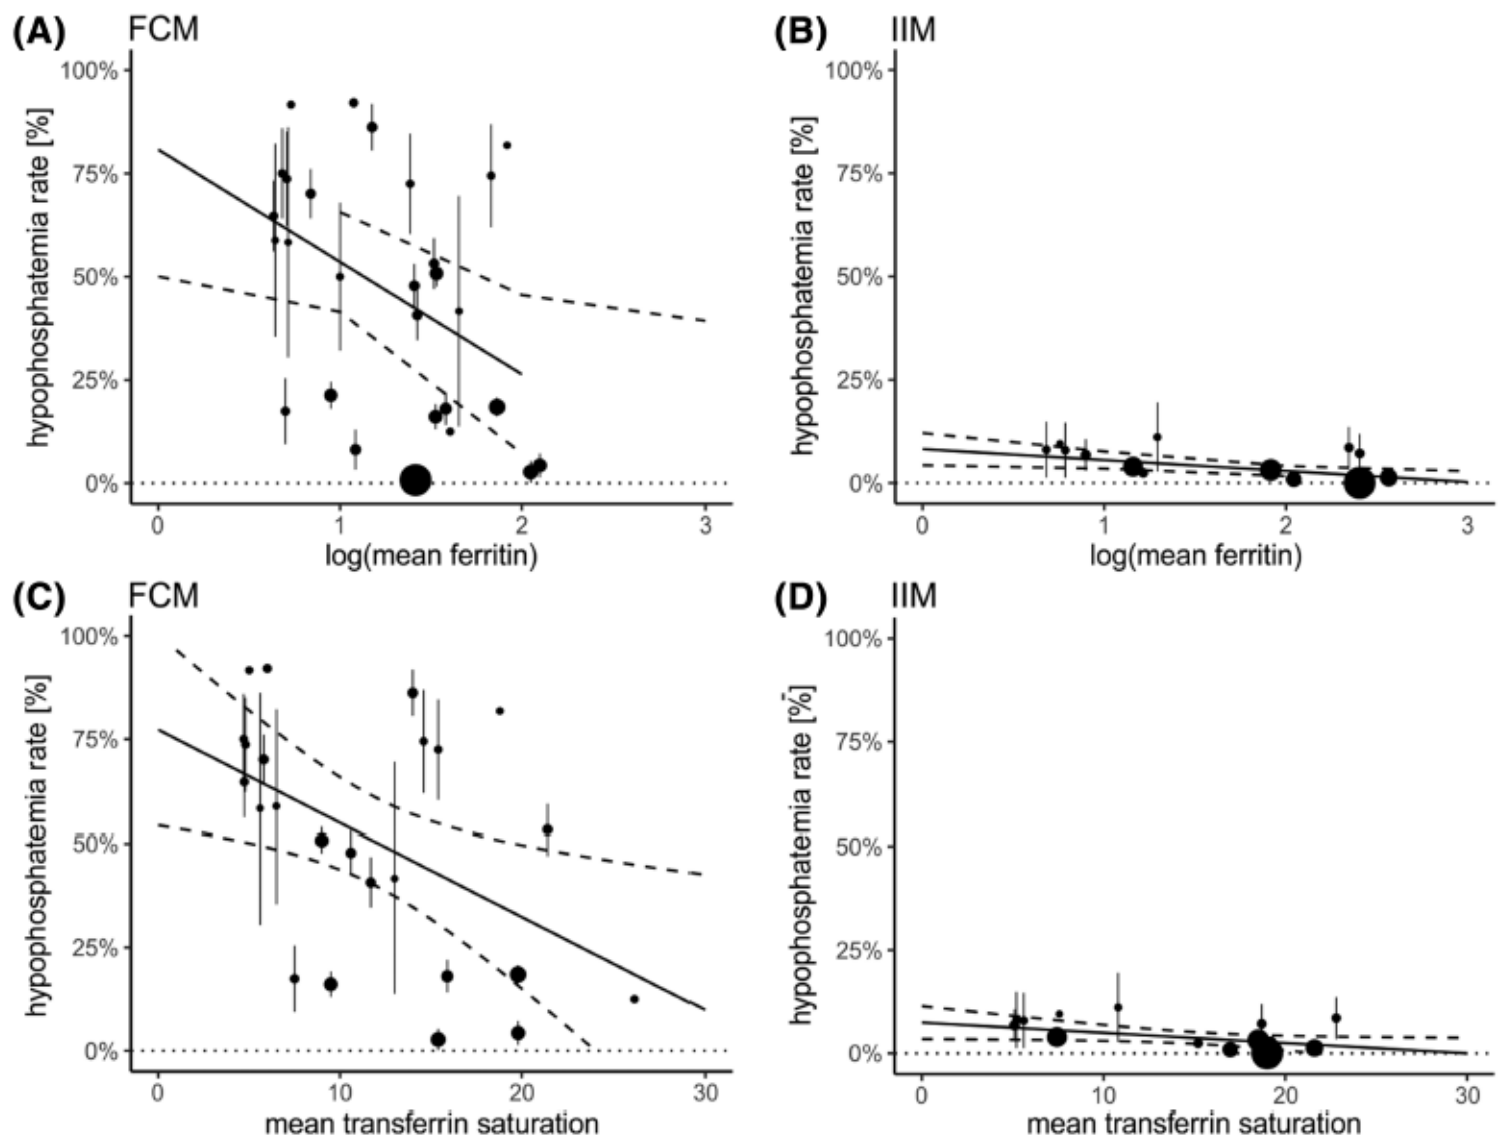 (A) FCM
hypophosphatemia rate [%]
100%
75%
50%
25%
0%
0 1 2 3
log(mean ferritin)
(B) IIM
hypophosphatemia rate [%]
100%
75%
50%
25%
0%
0 1 2 3
log(mean ferritin)
(C) FCM
hypophosphatemia rate [%]
100%
75%
50%
25%
0%
0 10 20 30
mean transferrin saturation
(D) IIM
hypophosphatemia rate [%]
100%
75%
50%
25%
0%
0 10 20 30
mean transferrin saturation